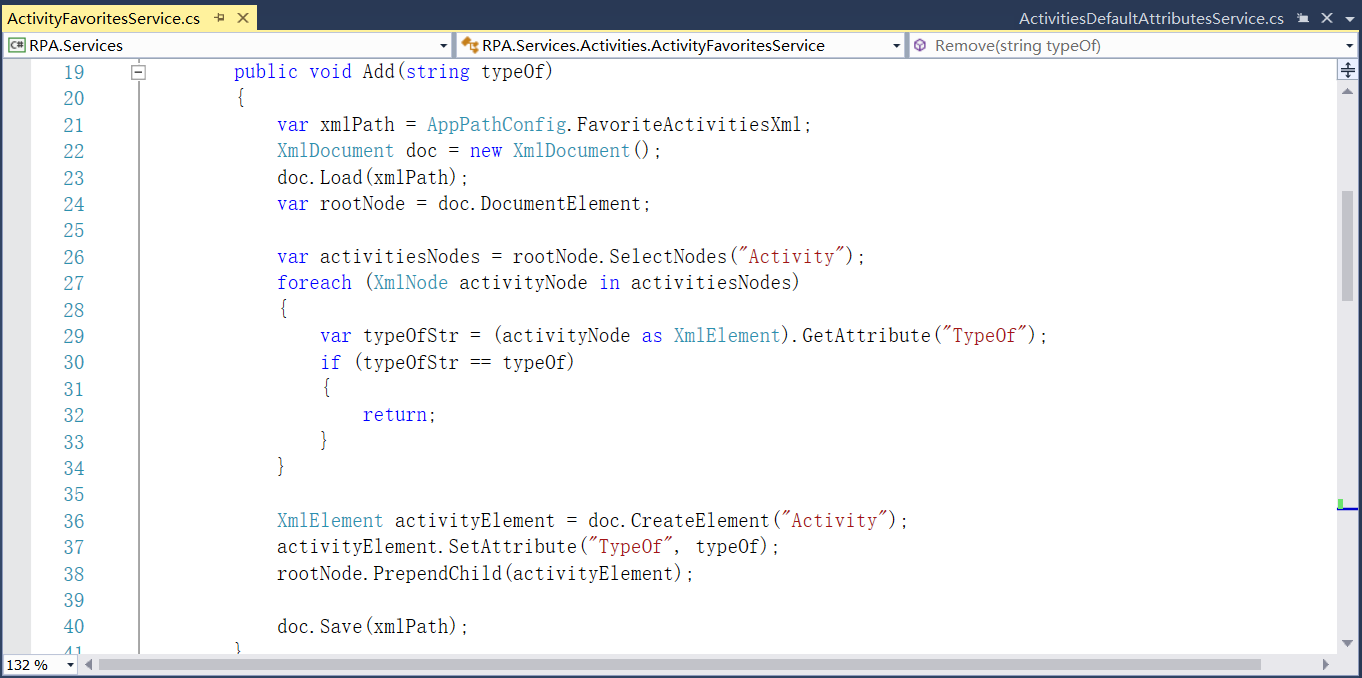 ActivityFavoritesService.cs
ActivitiesDefaultAttributesService.cs
C# RPA.Services
RPA.Services.Activities.ActivityFavoritesService
Remove(string typeOf)
19 public void Add(string typeOf)
20 {
21 var xmlPath = AppPathConfig.FavoriteActivitiesXml;
22 XmlDocument doc = new XmlDocument();
23 doc.Load(xmlPath);
24 var rootNode = doc.DocumentElement;
25
26 var activitiesNodes = rootNode.SelectNodes("Activity");
27 foreach (XmlNode activityNode in activitiesNodes)
28 {
29 var typeOfStr = (activityNode as XmlElement).GetAttribute("TypeOf");
30 if (typeOfStr == typeOf)
31 {
32 return;
33 }
34 }
35
36 XmlElement activityElement = doc.CreateElement("Activity");
37 activityElement.SetAttribute("TypeOf", typeOf);
38 rootNode.PrependChild(activityElement);
39
40 doc.Save(xmlPath);
41 }
132 %